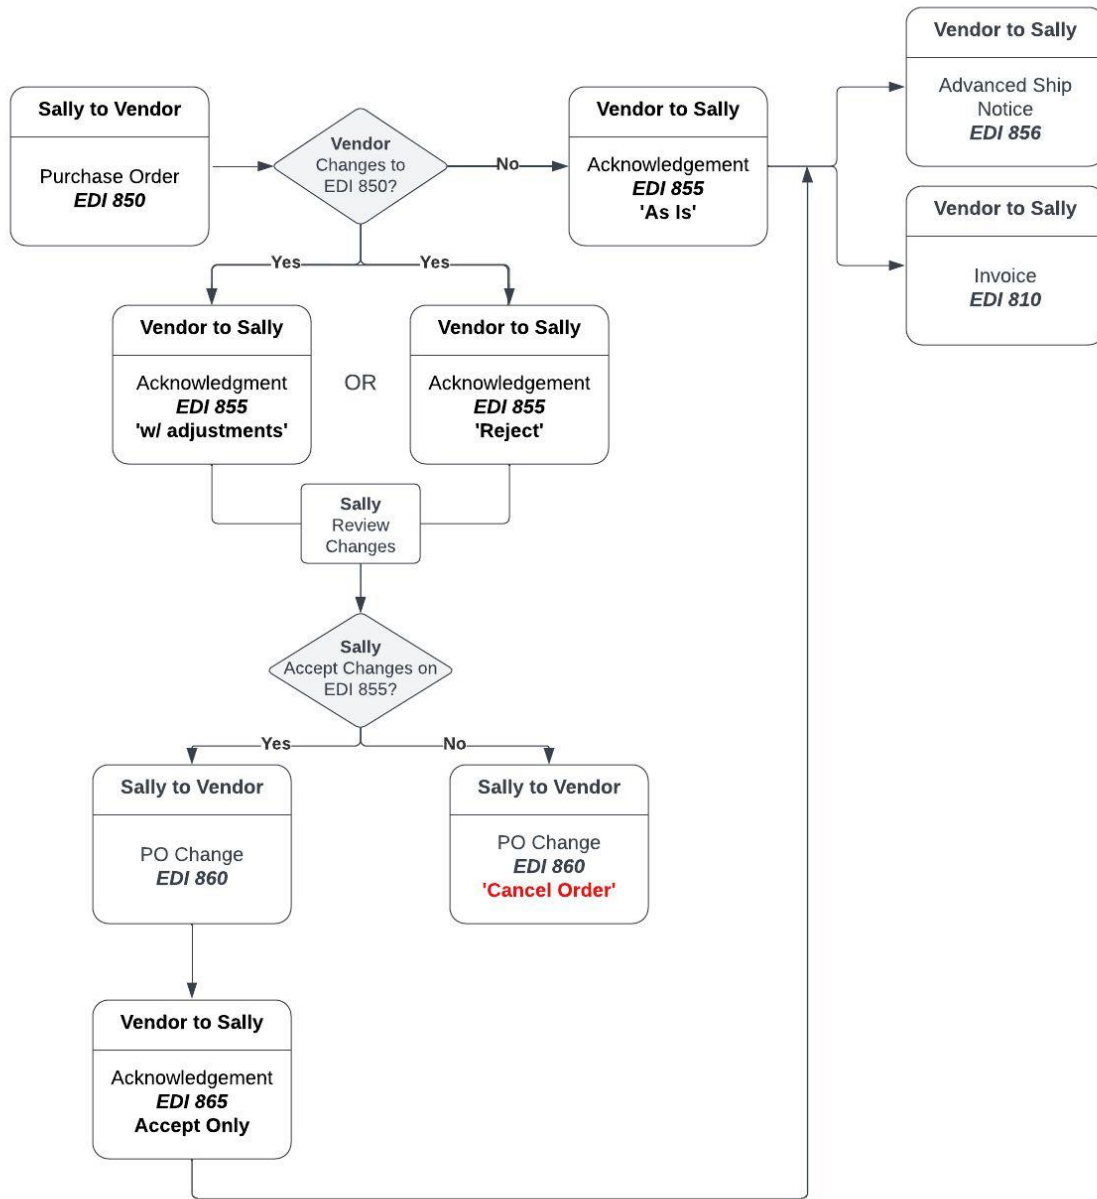 Vendor to Sally
Advanced Ship
Notice
EDI 856
Sally to Vendor
Purchase Order
EDI 850
Vendor
Changes to
EDI 850?
No
Vendor to Sally
Acknowledgement
EDI 855
'As Is'
Vendor to Sally
Invoice
EDI 810
Yes
Yes
Vendor to Sally
Acknowledgment
EDI 855
'w/ adjustments'
OR
Vendor to Sally
Acknowledgement
EDI 855
'Reject'
Sally
Review
Changes
Sally
Accept Changes on
EDI 855?
Yes
No
Sally to Vendor
PO Change
EDI 860
Sally to Vendor
PO Change
EDI 860
'Cancel Order'
Vendor to Sally
Acknowledgement
EDI 865
Accept Only